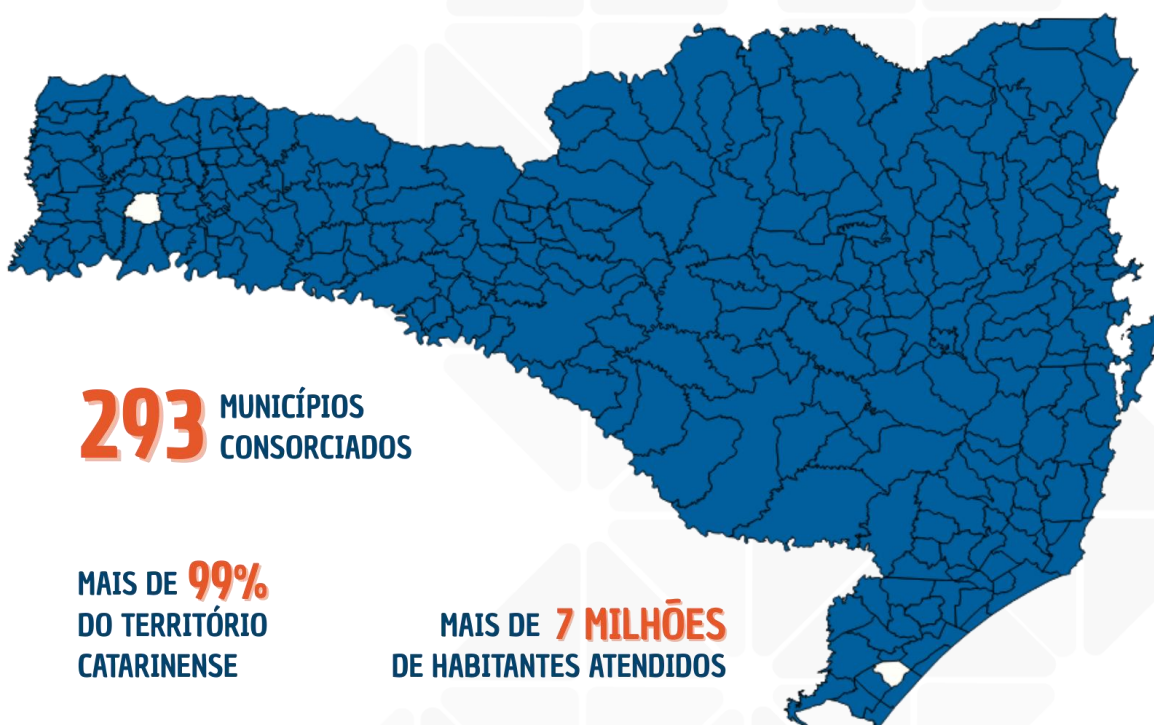 293 MUNICÍPIOS
CONSORCIADOS
MAIS DE 99%
DO TERRITÓRIO
CATARINENSE
MAIS DE 7 MILHÕES
DE HABITANTES ATENDIDOS